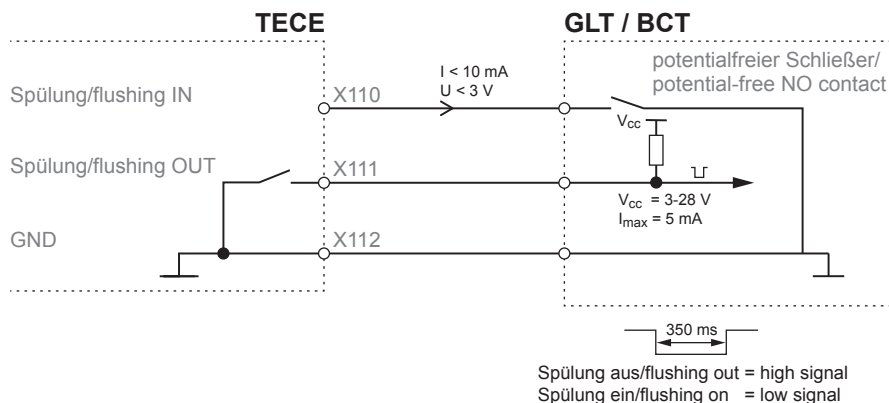 TECE
GLT / BCT
potentialfreier Schließer/
potential-free NO contact
I < 10 mA
U < 3 V
Spülung/flushing IN
X110
Vcc
Spülung/flushing OUT
X111
Vcc = 3-28 V
Imax = 5 mA
GND
X112
350 ms
Spülung aus/flushing out = high signal
Spülung ein/flushing on = low signal